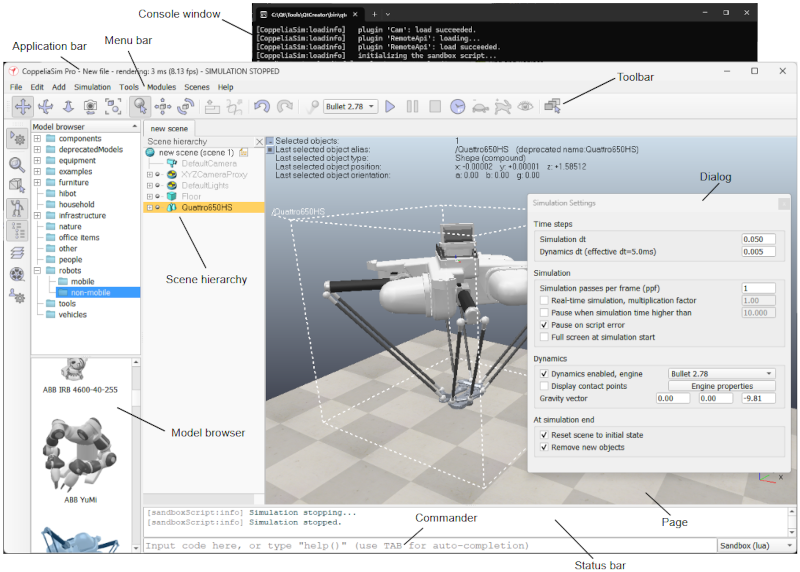 Console window
C:\Qt\Tools\QtCreator\bin\qt
[CoppeliaSim:loadinfo] plugin 'Cam': load succeeded.
[CoppeliaSim:loadinfo] plugin 'RemoteApi': loading...
[CoppeliaSim:loadinfo] plugin 'RemoteApi': load succeeded.
[CoppeliaSim:loadinfo] initializing the sandbox script...
Application bar
Menu bar
CoppeliaSim Pro - New file - rendering: 3 ms (8.13 fps) - SIMULATION STOPPED
File Edit Add Simulation Tools Modules Scenes Help
Toolbar
Bullet 2.78
Model browser
components
deprecatedModels
equipment
examples
furniture
hibot
household
infrastructure
nature
office items
other
people
robots
mobile
non-mobile
tools
vehicles
ABB IRB 4600-40-255
ABB YuMi
new scene
Scene hierarchy
new scene (scene 1)
DefaultCamera
XYZCameraProxy
DefaultLights
Floor
Quattro650HS
Scene hierarchy
Model browser
Selected objects: 1
Last selected object alias: /Quattro650HS (deprecated name:Quattro650HS)
Last selected object type: Shape (compound)
Last selected object position: x: -0.00002 y: +0.00001 z: +1.58512
Last selected object orientation: a: 0.00 b: 0.00 g: 0.00
/Quattro650HS
Dialog
Simulation Settings
Time steps
Simulation dt 0.050
Dynamics dt (effective dt=5.0ms) 0.005
Simulation
Simulation passes per frame (ppf) 1
Real-time simulation, multiplication factor 1.00
Pause when simulation time higher than 10.000
Pause on script error
Full screen at simulation start
Dynamics
Dynamics enabled, engine Bullet 2.78
Display contact points Engine properties
Gravity vector 0.00 0.00 -9.81
At simulation end
Reset scene to initial state
Remove new objects
x
Page
[sandboxScript:info] Simulation stopping...
[sandboxScript:info] Simulation stopped.
Commander
Input code here, or type "help()" (use TAB for auto-completion)
Sandbox (lua)
Status bar